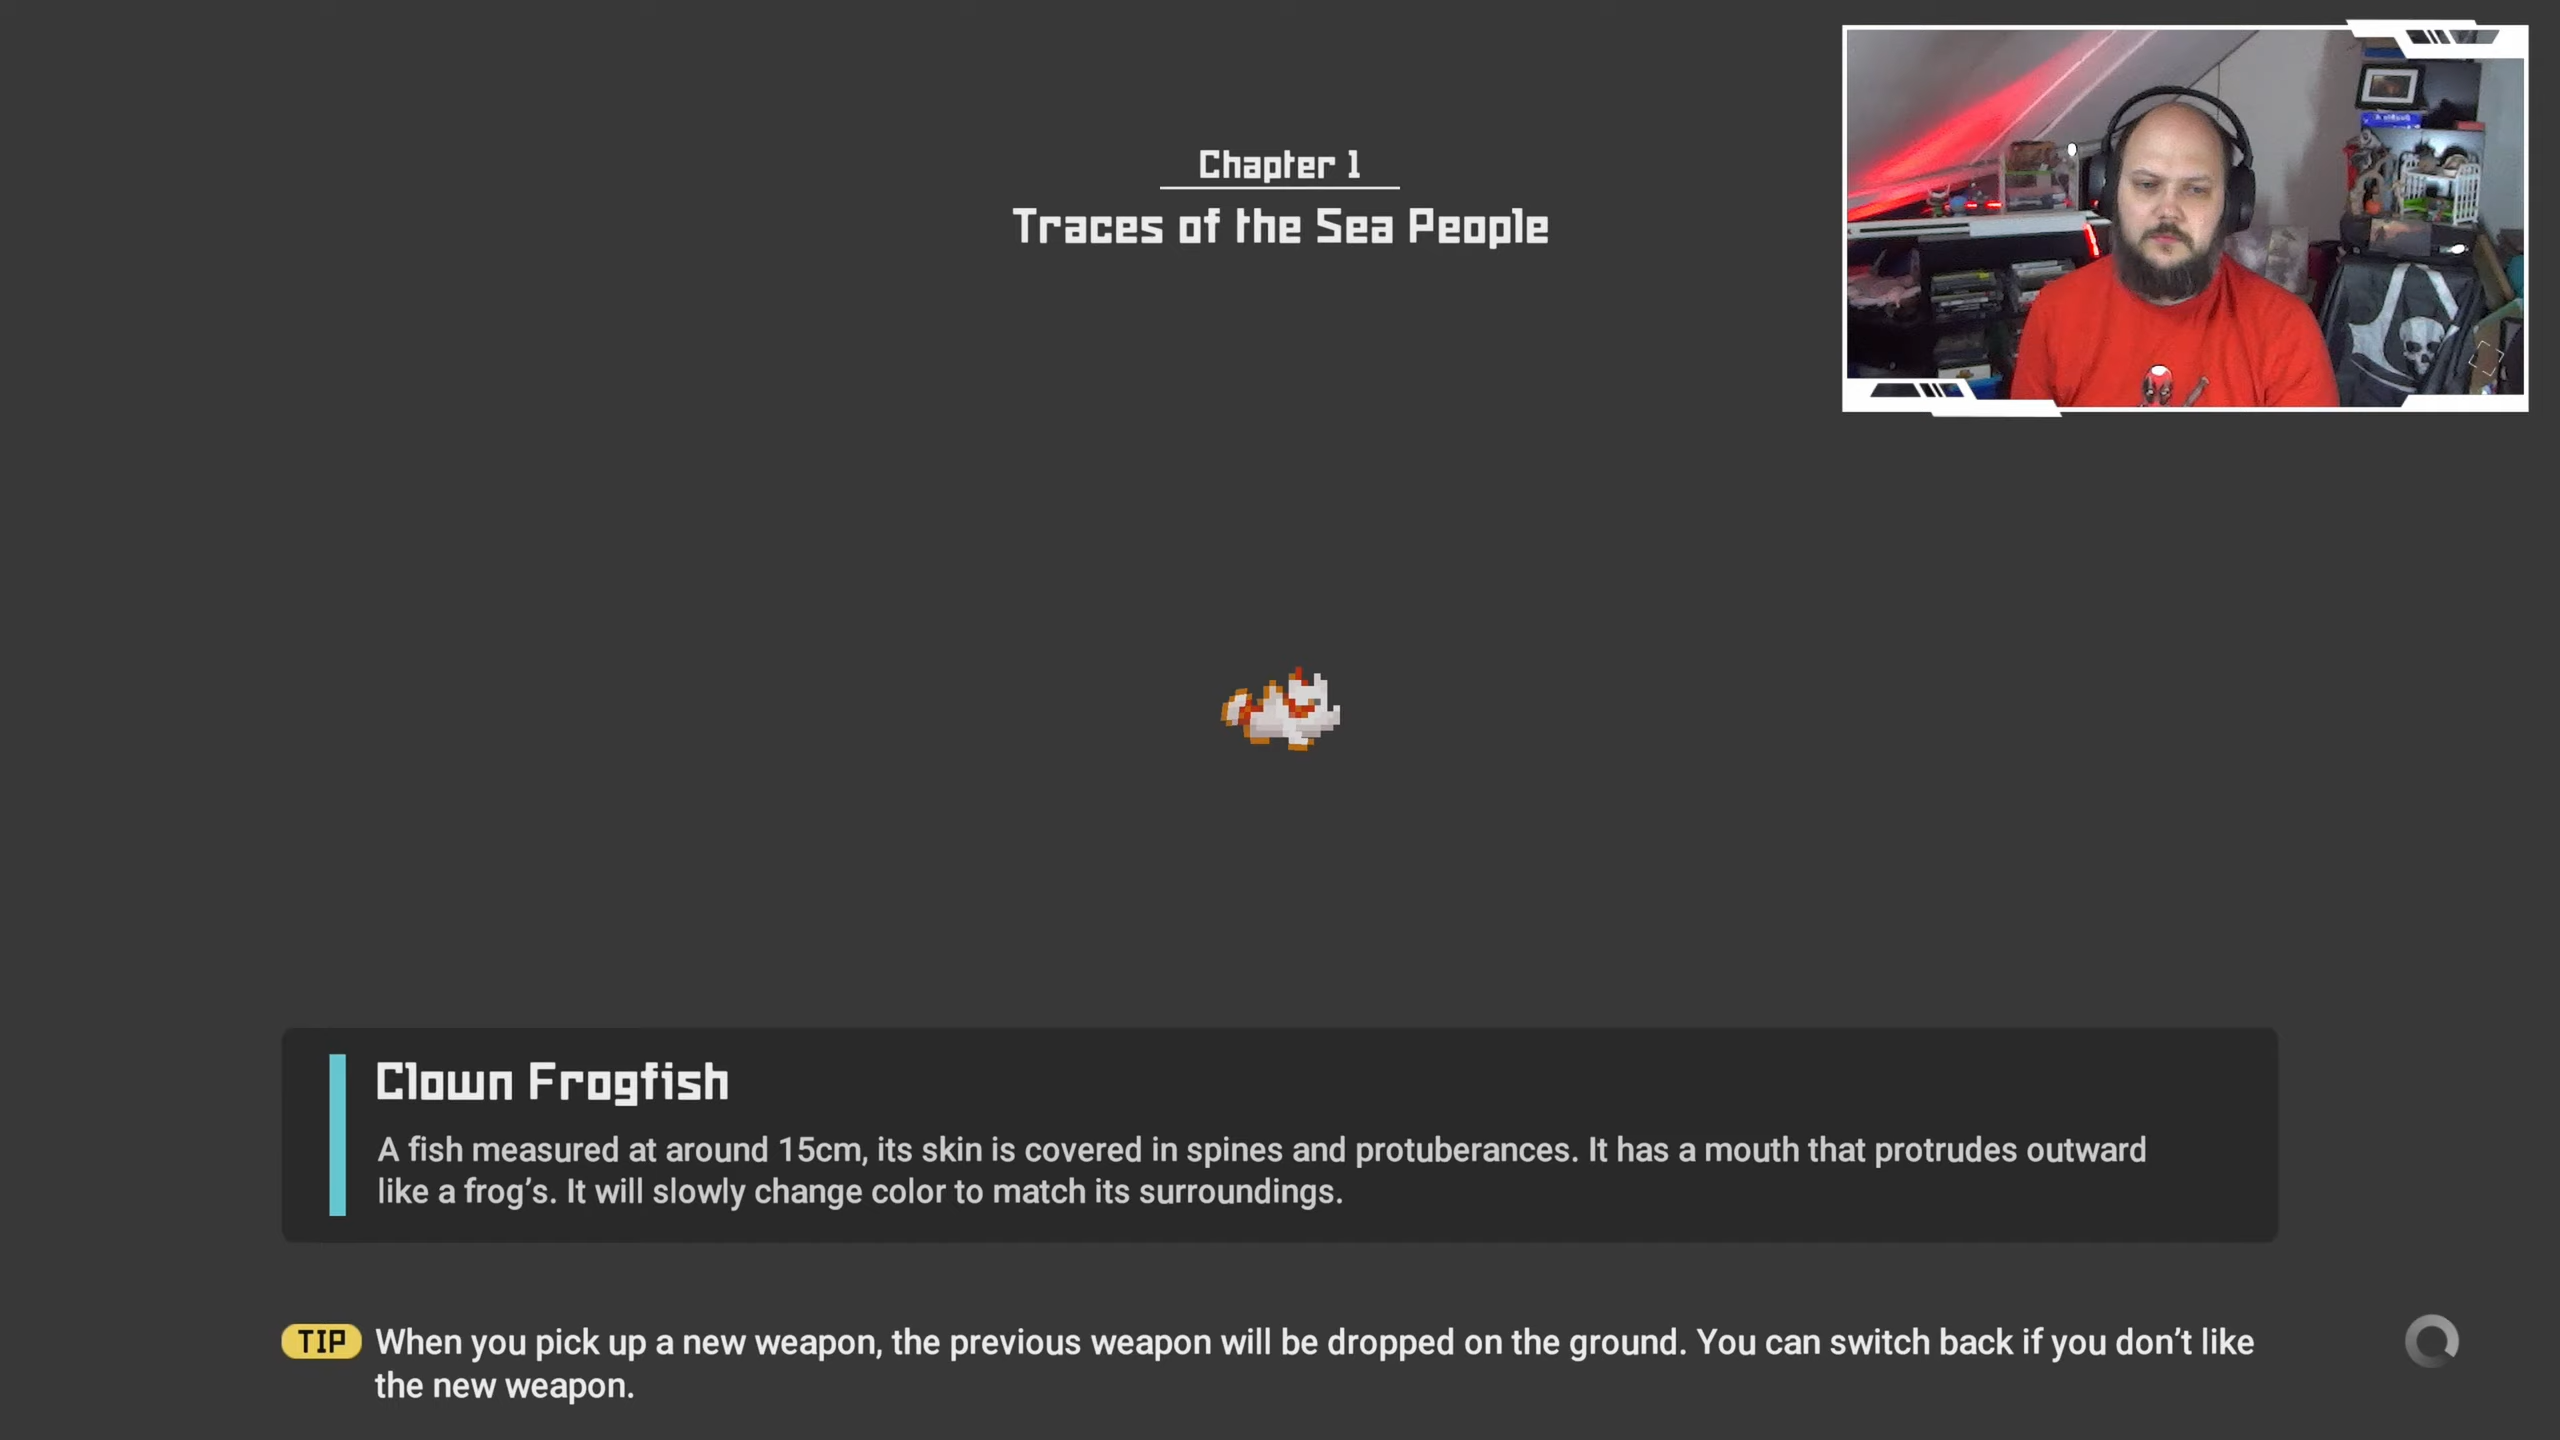 Chapter 1
Traces of the Sea People
Clown Frogfish
A fish measured at around 15cm, its skin is covered in spines and protuberances. It has a mouth that protrudes outward
like a frog's. It will slowly change color to match its surroundings.
TIP When you pick up a new weapon, the previous weapon will be dropped on the ground. You can switch back if you don't like
the new weapon.